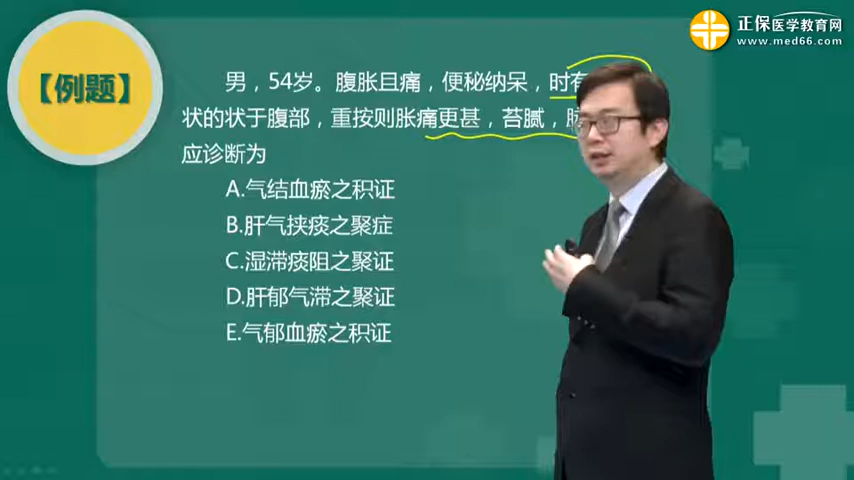 正保医学教育网
www.med66.com
【例题】
男，54岁。腹胀且痛，便秘纳呆，时有
状的状于腹部，重按则胀痛更甚，苔腻，
应诊断为
A.气结血瘀之积证
B.肝气挟痰之聚症
C.湿滞痰阻之聚证
D.肝郁气滞之聚证
E.气郁血瘀之积证